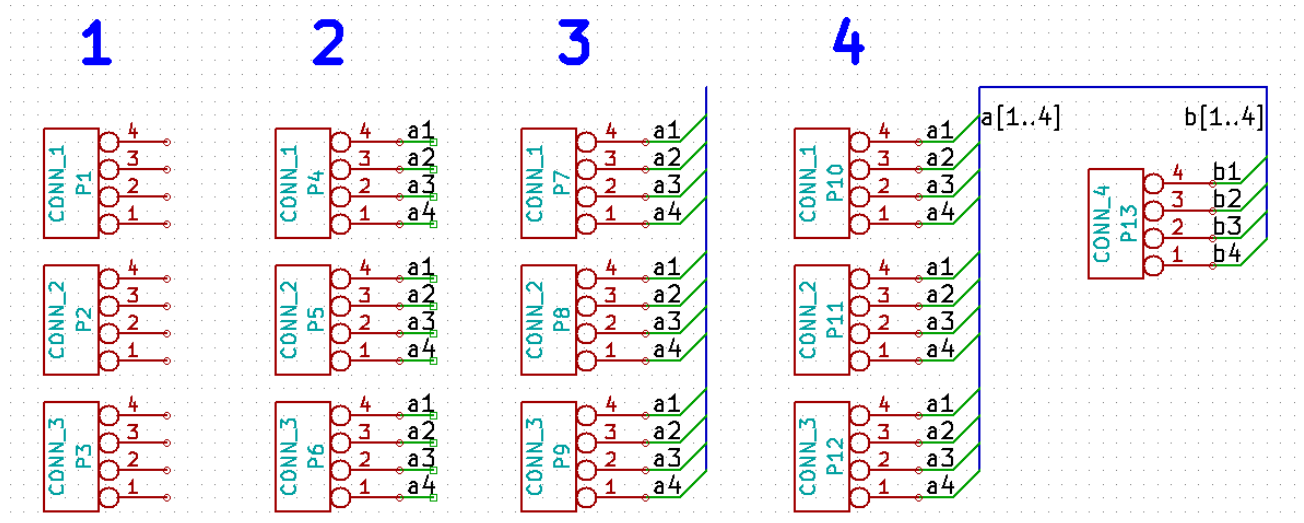 1 2 3 4
a[1..4] b[1..4]
CONN_1
P1
4
3
2
1
CONN_2
P2
4
3
2
1
CONN_3
P3
4
3
2
1
CONN_1
P4
4 a1
3 a2
2 a3
1 a4
CONN_2
P5
4 a1
3 a2
2 a3
1 a4
CONN_3
P6
4 a1
3 a2
2 a3
1 a4
CONN_1
P7
4 a1
3 a2
2 a3
1 a4
CONN_2
P8
4 a1
3 a2
2 a3
1 a4
CONN_3
P9
4 a1
3 a2
2 a3
1 a4
CONN_1
P10
4 a1
3 a2
2 a3
1 a4
CONN_2
P11
4 a1
3 a2
2 a3
1 a4
CONN_3
P12
4 a1
3 a2
2 a3
1 a4
CONN_4
P13
4 b1
3 b2
2 b3
1 b4